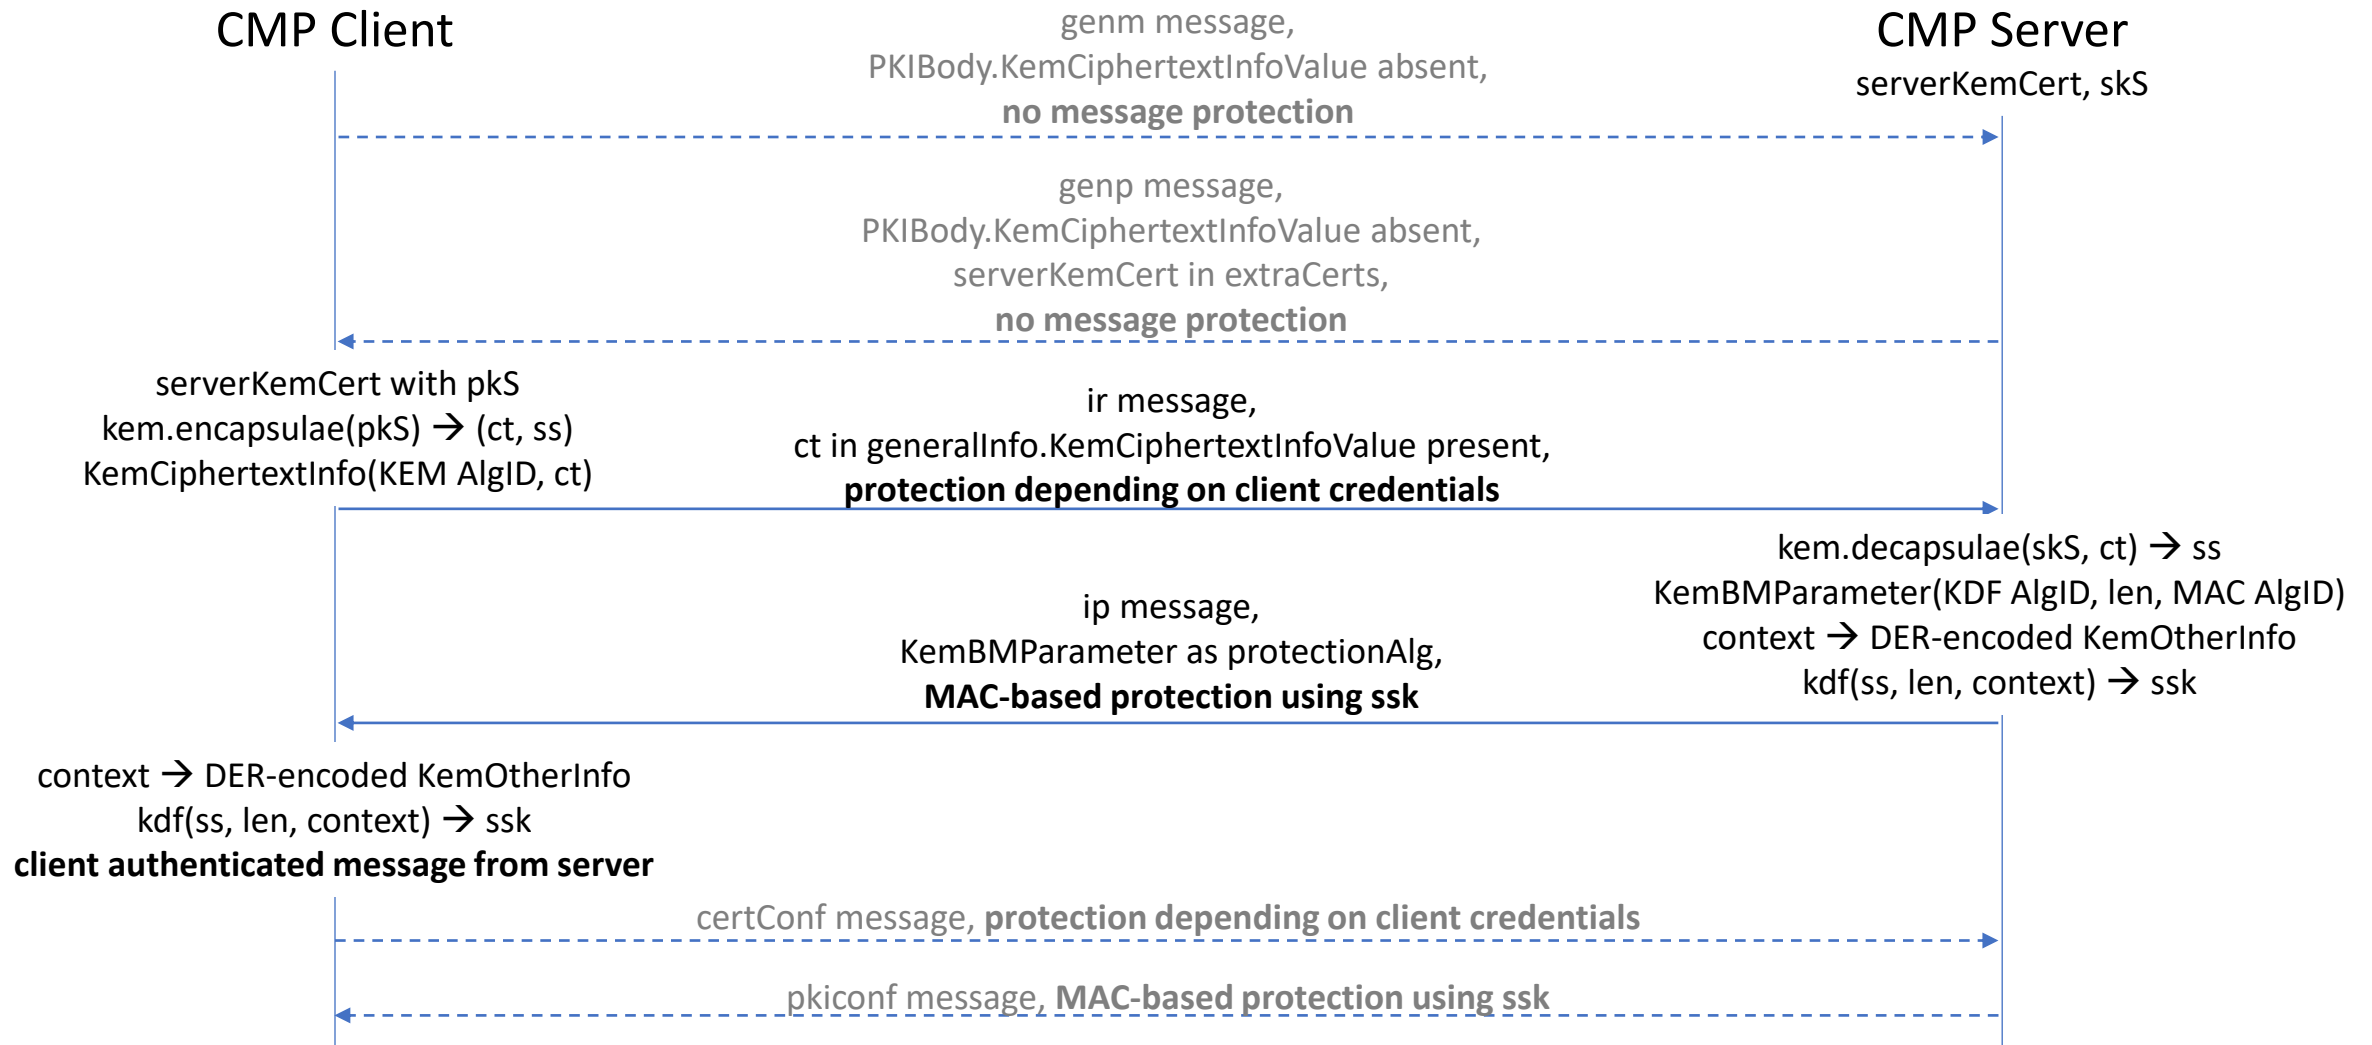 CMP Client
genm message,
PKIBody.KemCiphertextInfoValue absent,
no message protection
CMP Server
serverKemCert, skS
genp message,
PKIBody.KemCiphertextInfoValue absent,
serverKemCert in extraCerts,
no message protection
serverKemCert with pkS
kem.encapsulae(pkS) → (ct, ss)
KemCiphertextInfo(KEM AlgID, ct)
ir message,
ct in generalInfo.KemCiphertextInfoValue present,
protection depending on client credentials
kem.decapsulae(skS, ct) → ss
KemBMParameter(KDF AlgID, len, MAC AlgID)
context → DER-encoded KemOtherInfo
kdf(ss, len, context) → ssk
ip message,
KemBMParameter as protectionAlg,
MAC-based protection using ssk
context → DER-encoded KemOtherInfo
kdf(ss, len, context) → ssk
client authenticated message from server
certConf message, protection depending on client credentials
pkiconf message, MAC-based protection using ssk